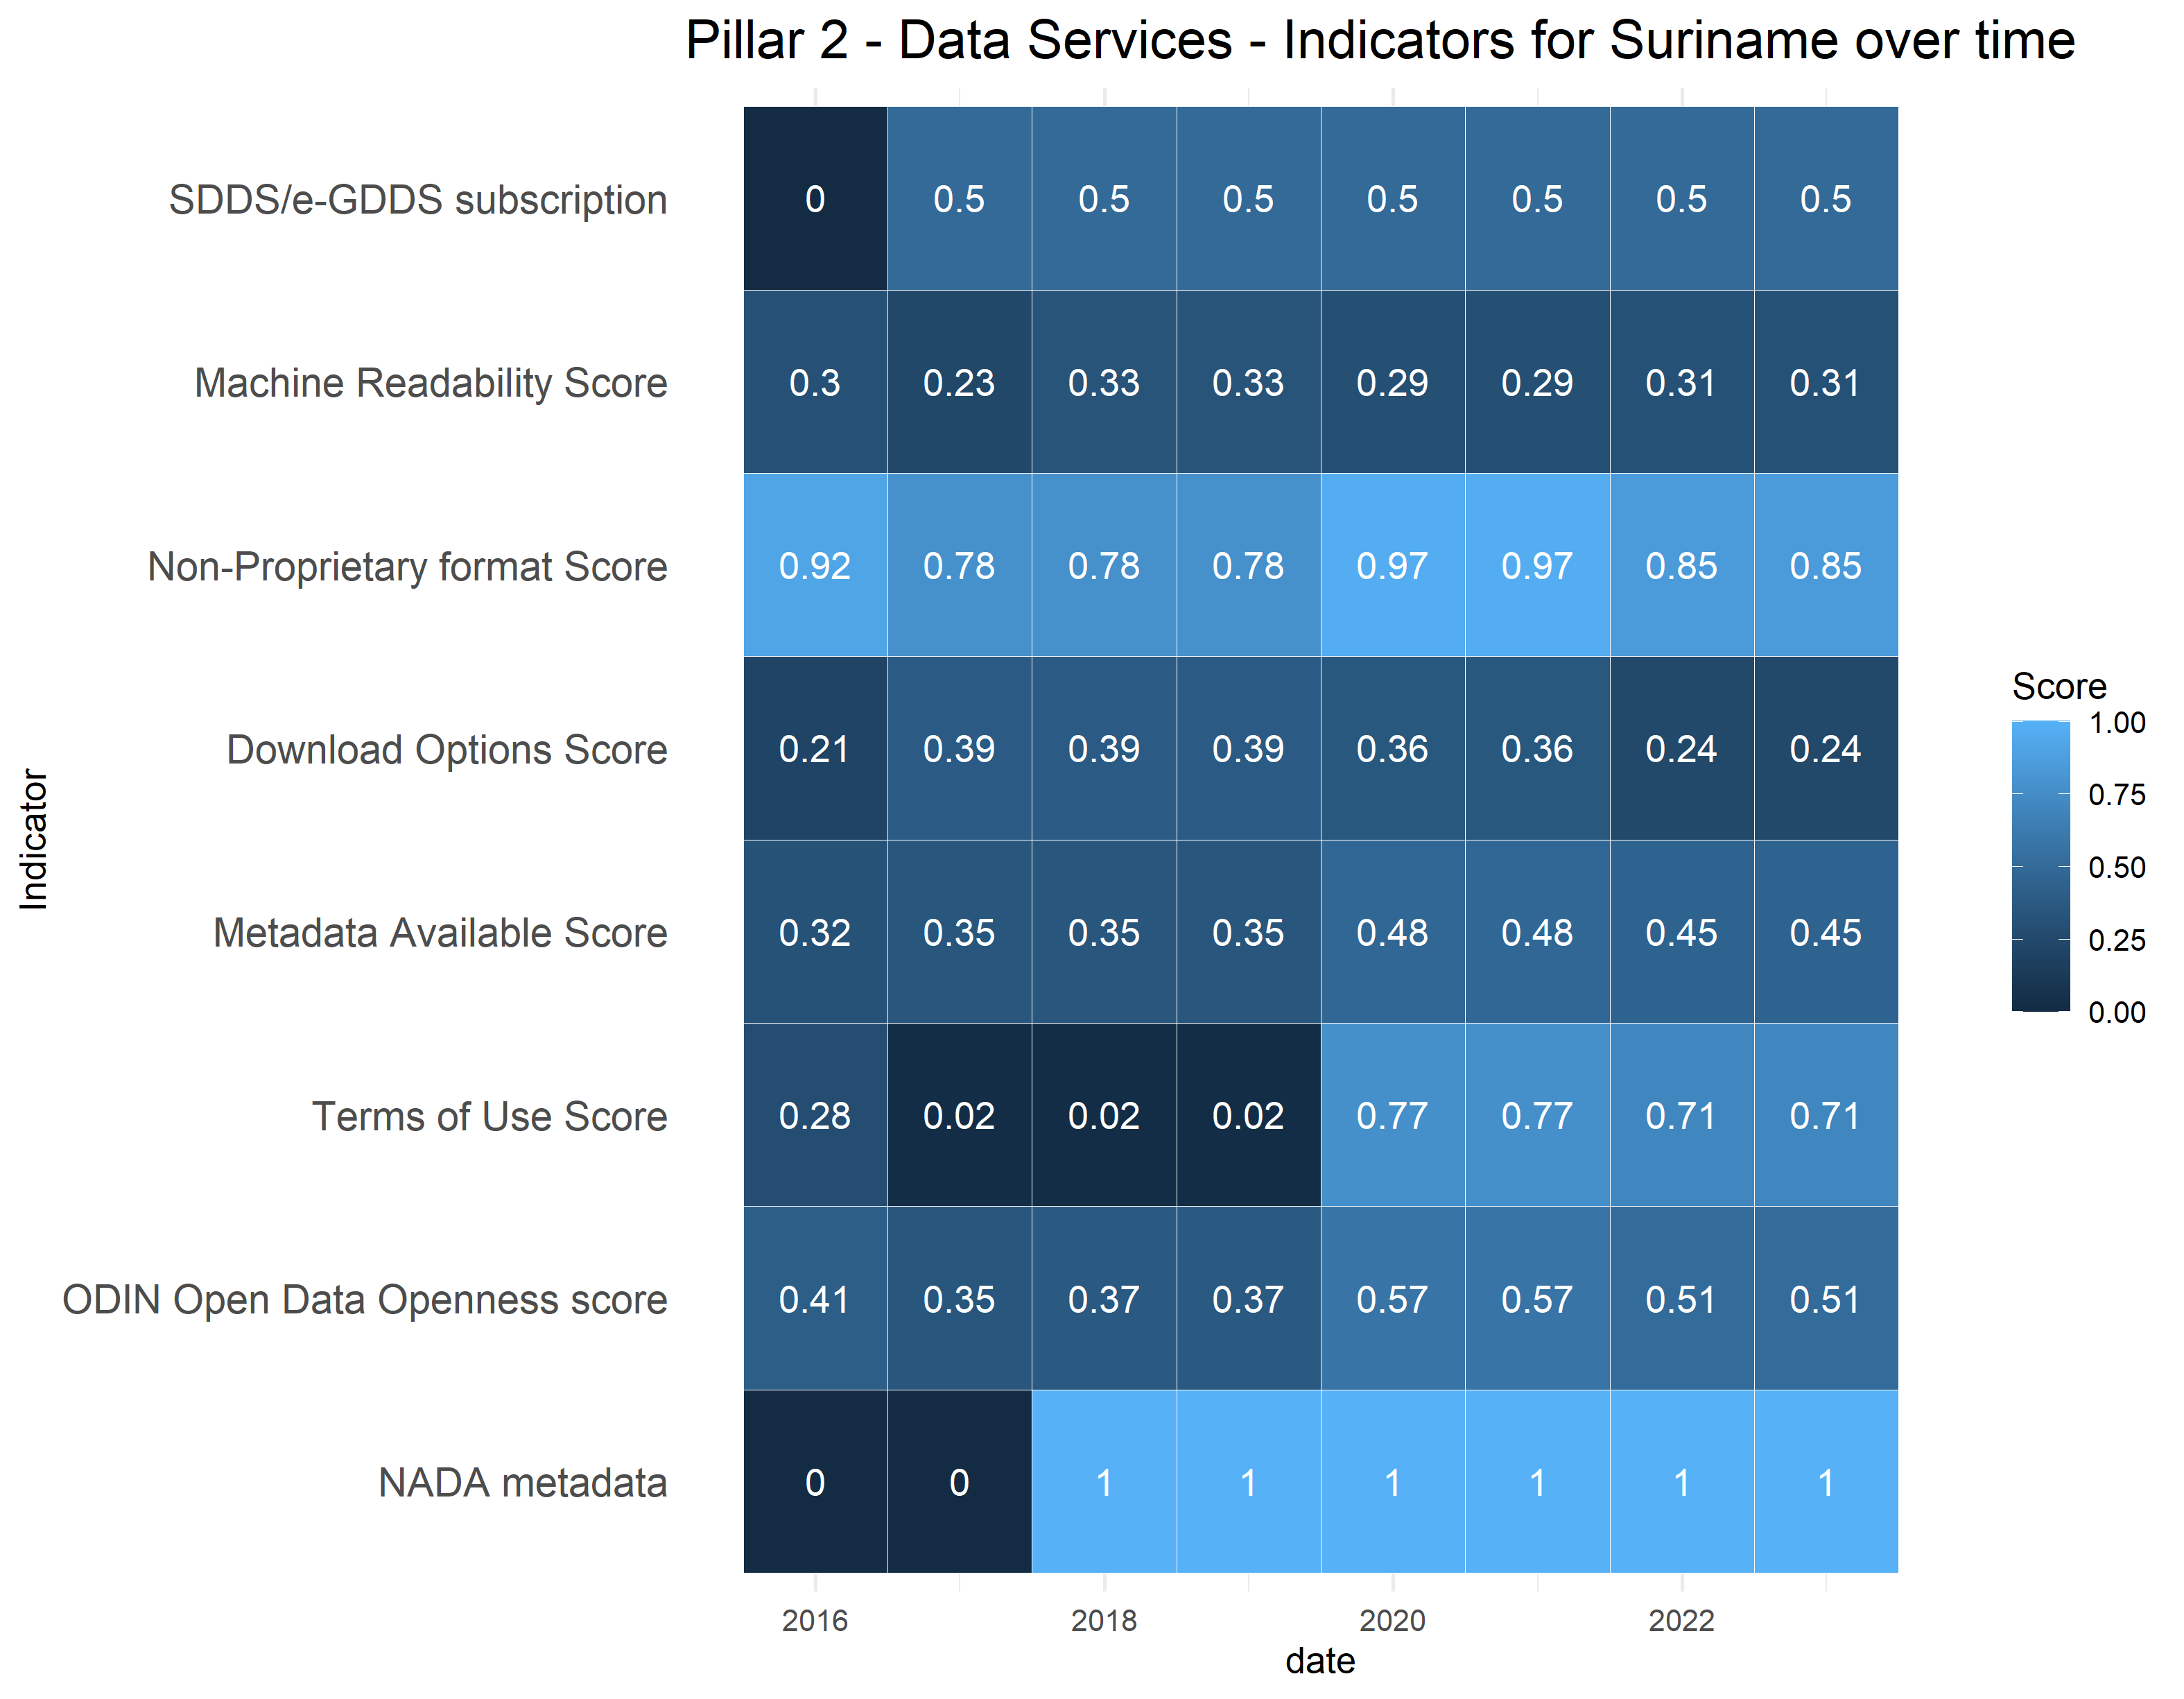 Pillar 2 - Data Services - Indicators for Suriname over time
SDDS/e-GDDS subscription 0 0.5 0.5 0.5 0.5 0.5 0.5 0.5
Machine Readability Score 0.3 0.23 0.33 0.33 0.29 0.29 0.31 0.31
Non-Proprietary format Score 0.92 0.78 0.78 0.78 0.97 0.97 0.85 0.85
Download Options Score 0.21 0.39 0.39 0.39 0.36 0.36 0.24 0.24
Metadata Available Score 0.32 0.35 0.35 0.35 0.48 0.48 0.45 0.45
Terms of Use Score 0.28 0.02 0.02 0.02 0.77 0.77 0.71 0.71
ODIN Open Data Openness score 0.41 0.35 0.37 0.37 0.57 0.57 0.51 0.51
NADA metadata 0 0 1 1 1 1 1 1
2016 2018 2020 2022
date
Indicator
Score
1.00
0.75
0.50
0.25
0.00